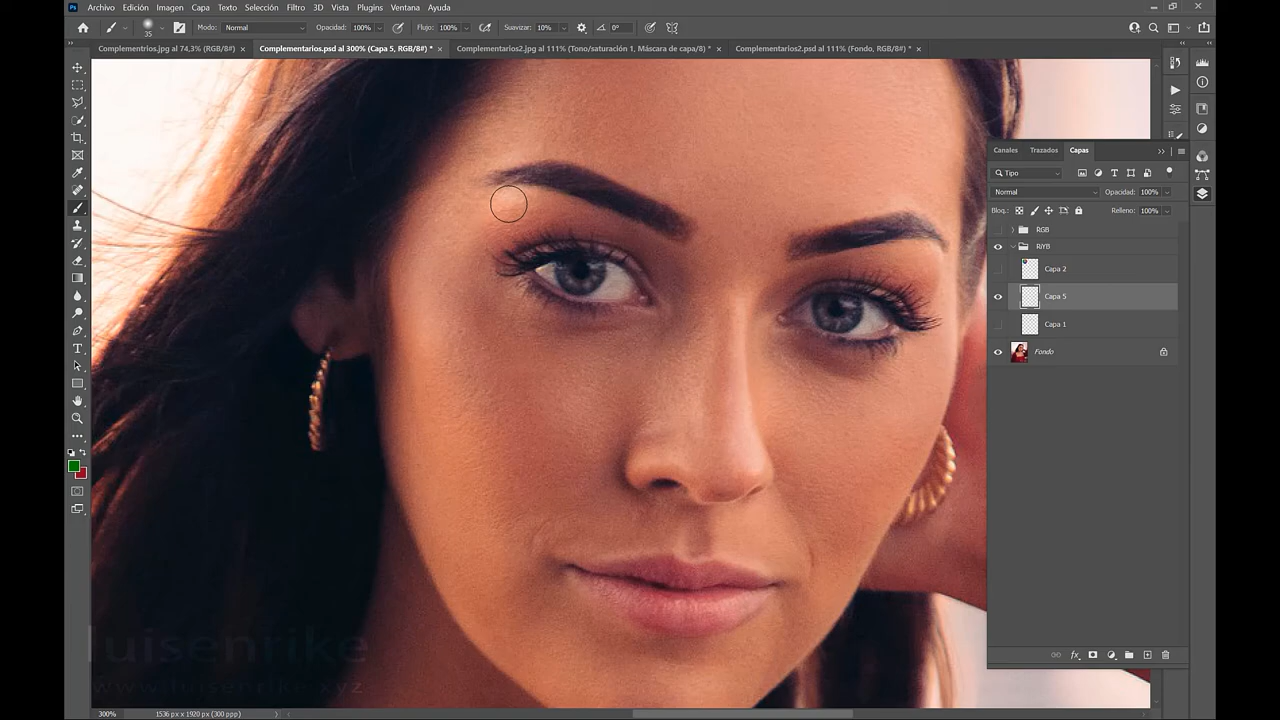 Archivo Edición Imagen Capa Texto Selección Filtro 3D Vista Plugins Ventana Ayuda
35 Modo: Normal Opacidad: 100% Flujo: 100% Suavizar: 10% 0°
Complementrios.jpg al 74,3% (RGB/8#) × Complementarios.psd al 300% (Capa 5, RGB/8#) * × Complementarios2.jpg al 111% (Tono/saturación 1, Máscara de capa/8) * × Complementarios2.psd al 111% (Fondo, RGB/8#) * ×
Canales Trazados Capas
Tipo
Normal Opacidad: 100%
Bloq.: Relleno: 100%
RGB
RYB
Capa 2
Capa 5
Capa 1
Fondo
luisenrike
www.luisenrike.xyz
300% 1536 px x 1920 px (300 ppp)